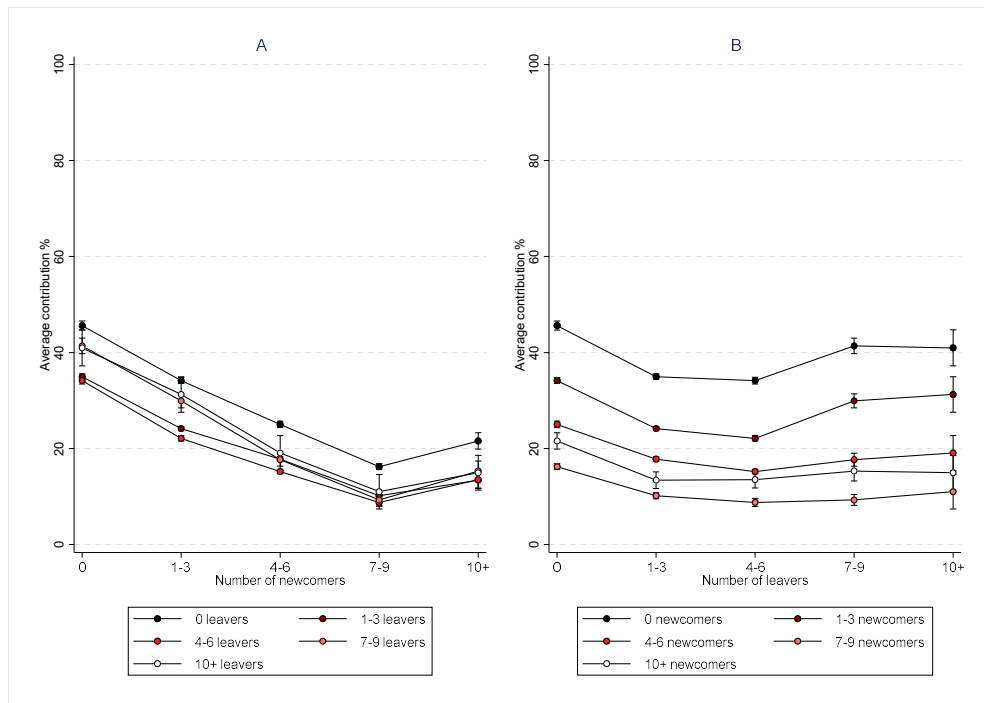 A
100
80
60
40
20
0
Average contribution %
0 1-3 4-6 7-9 10+
Number of newcomers
0 leavers 1-3 leavers
4-6 leavers 7-9 leavers
10+ leavers
B
100
80
60
40
20
0
Average contribution %
0 1-3 4-6 7-9 10+
Number of leavers
0 newcomers 1-3 newcomers
4-6 newcomers 7-9 newcomers
10+ newcomers